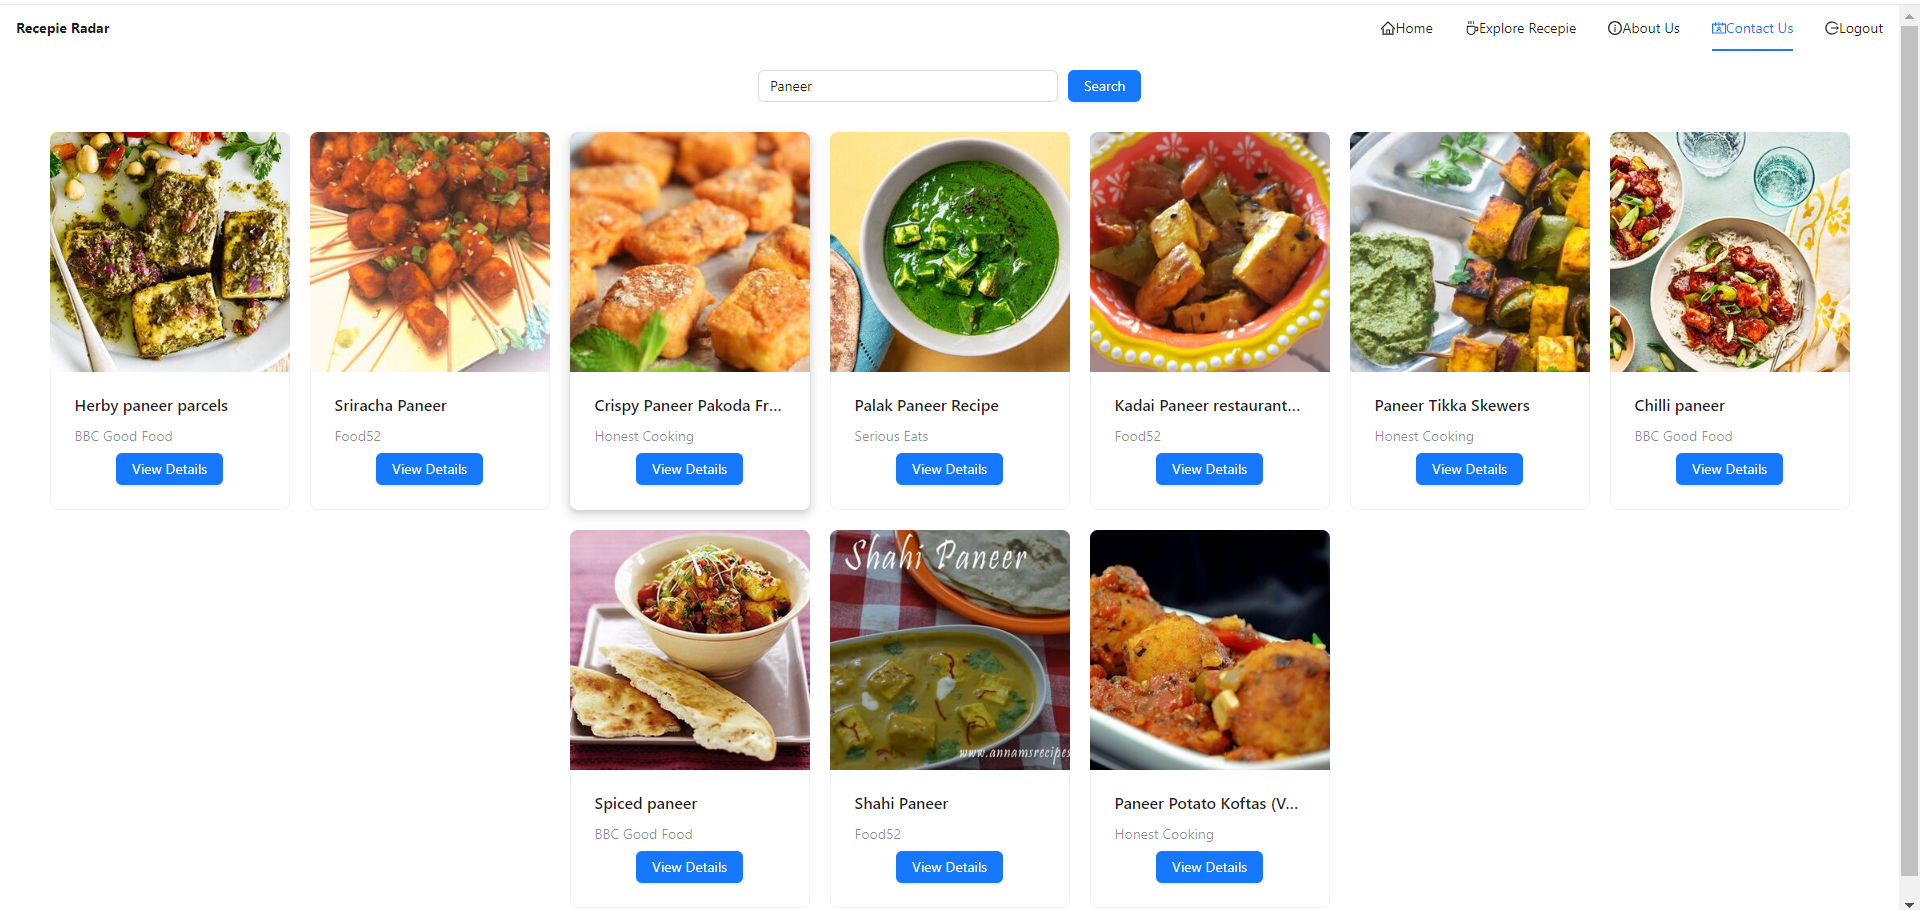 Recepie Radar
Home
Explore Recepie
About Us
Contact Us
Logout
Paneer
Search
Herby paneer parcels
BBC Good Food
View Details
Sriracha Paneer
Food52
View Details
Crispy Paneer Pakoda Fr...
Honest Cooking
View Details
Palak Paneer Recipe
Serious Eats
View Details
Kadai Paneer restaurant...
Food52
View Details
Paneer Tikka Skewers
Honest Cooking
View Details
Chilli paneer
BBC Good Food
View Details
Spiced paneer
BBC Good Food
View Details
Shahi Paneer
www.annamsrecipes
Shahi Paneer
Food52
View Details
Paneer Potato Koftas (V...
Honest Cooking
View Details